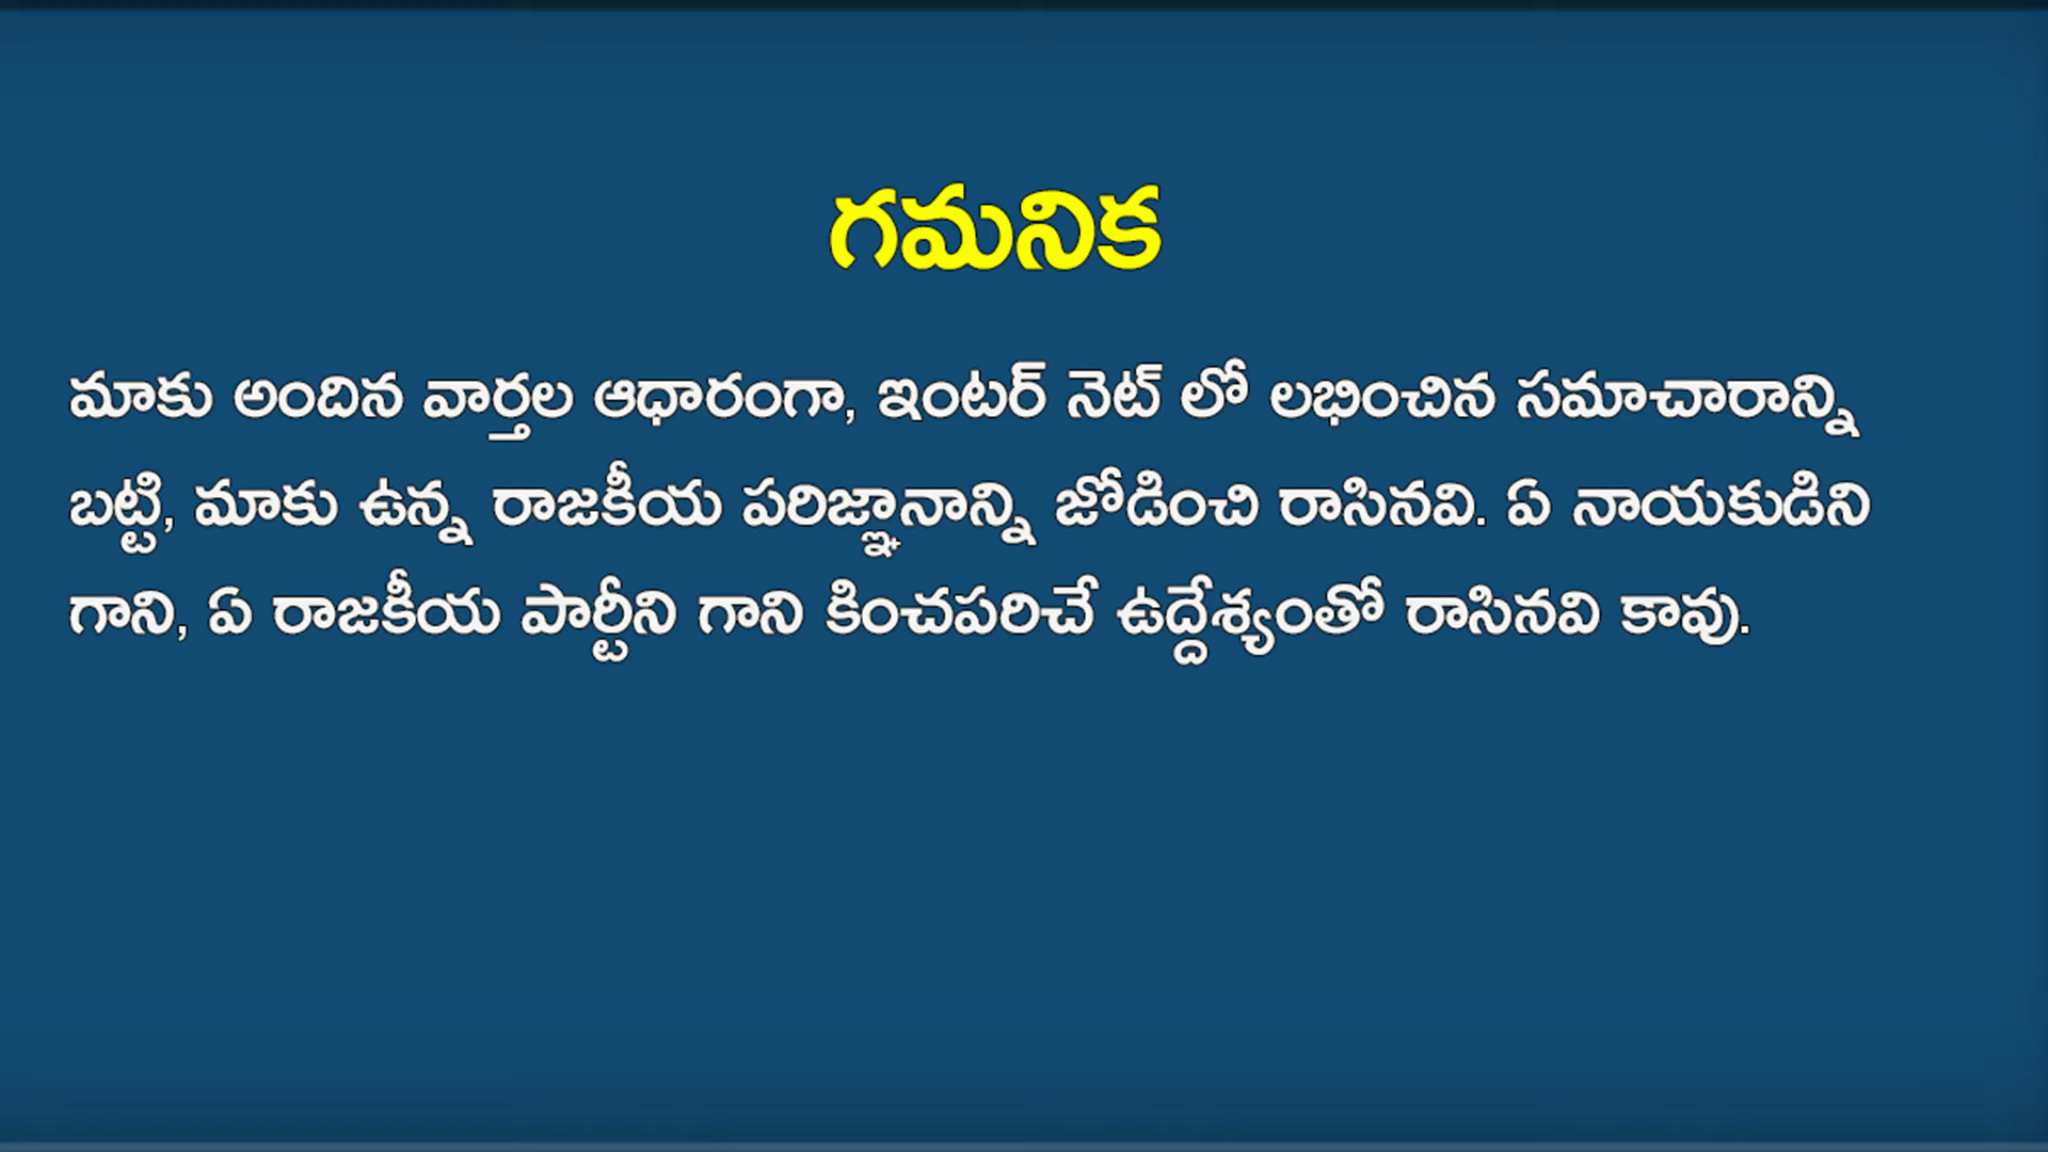 గమనిక
మాకు అందిన వార్తల ఆధారంగా, ఇంటర్ నెట్ లో లభించిన సమాచారాన్ని
బట్టి, మాకు ఉన్న రాజకీయ పరిజ్ఞానాన్ని జోడించి రాసినవి. ఏ నాయకుడిని
గాని, ఏ రాజకీయ పార్టీని గాని కించపరిచే ఉద్దేశ్యంతో రాసినవి కావు.